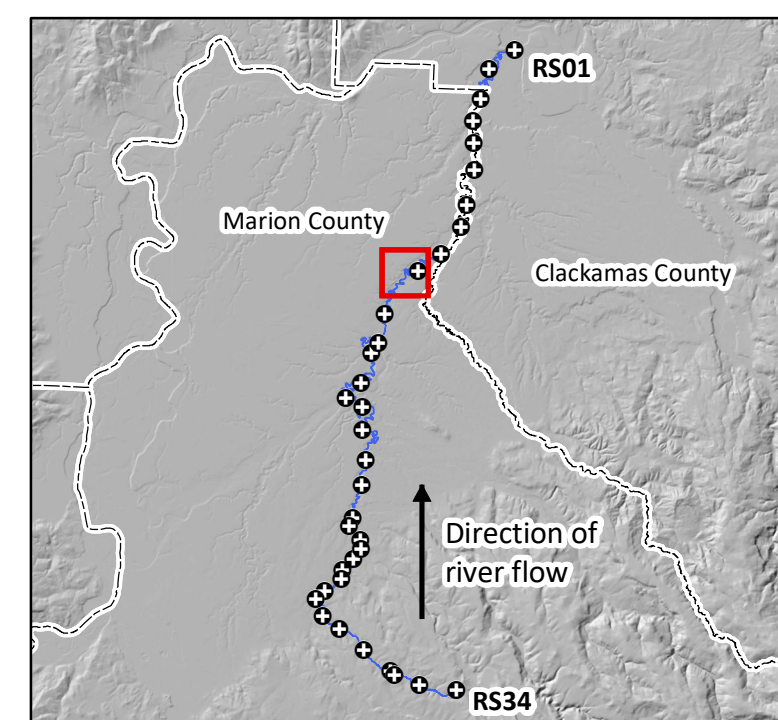 RS01
Marion County
Clackamas County
Direction of
river flow
RS34